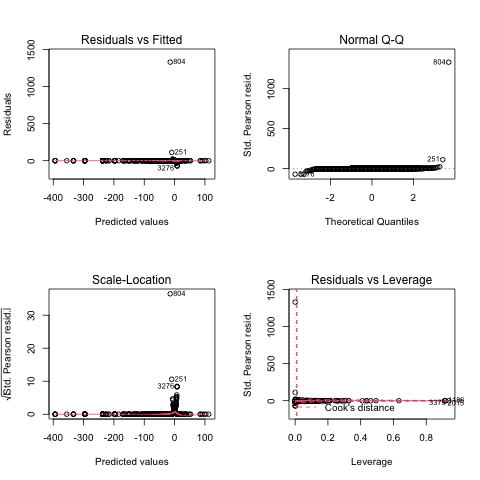 Residuals vs Fitted
Residuals
0 500 1000 1500
804
251
3276
-400 -300 -200 -100 0 100
Predicted values
Normal Q-Q
Std. Pearson resid.
0 500 1000
804
251
-2 0 2
Theoretical Quantiles
Scale-Location
√|Std. Pearson resid.|
0 10 20 30
804
251
3276
-400 -300 -200 -100 0 100
Predicted values
Residuals vs Leverage
Std. Pearson resid.
0 500 1000 1500
Cook's distance
0.0 0.2 0.4 0.6 0.8
Leverage